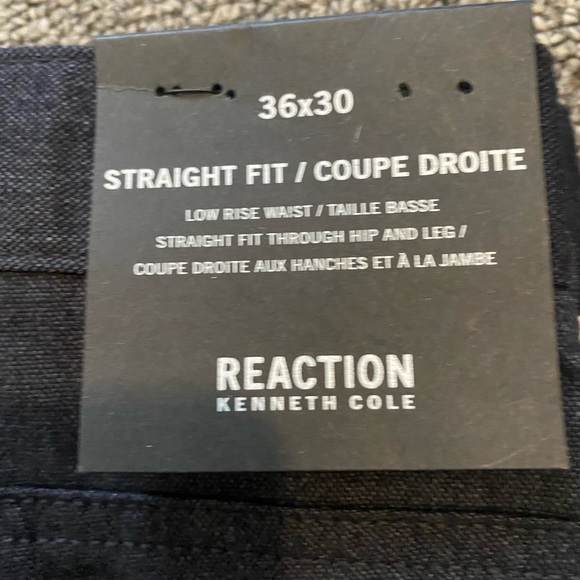 36x30
STRAIGHT FIT / COUPE DROITE
LOW RISE WAIST / TAILLE BASSE
STRAIGHT FIT THROUGH HIP AND LEG /
COUPE DROITE AUX HANCHES ET À LA JAMBE
REACTION
KENNETH COLE